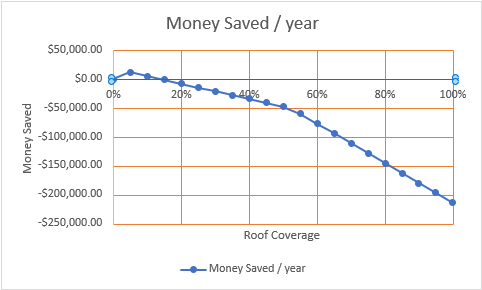 Money Saved / year
$50,000.00
$0.00
-$50,000.00
-$100,000.00
-$150,000.00
-$200,000.00
-$250,000.00
Money Saved
0% 20% 40% 60% 80% 100%
Roof Coverage
Money Saved / year